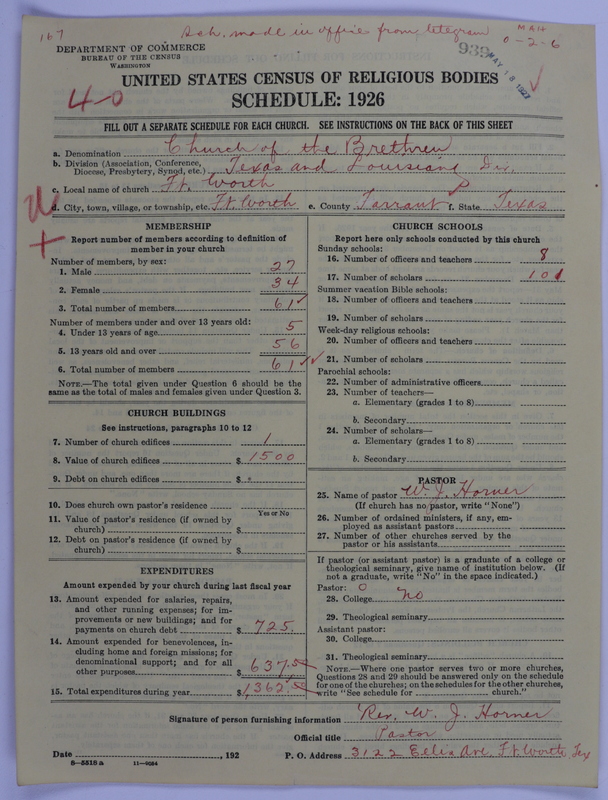 167
Sch. made in office from telegram
MAH
0-2-6
DEPARTMENT OF COMMERCE
BUREAU OF THE CENSUS
WASHINGTON
939
MAY 18 1927
UNITED STATES CENSUS OF RELIGIOUS BODIES
4-0
SCHEDULE: 1926
FILL OUT A SEPARATE SCHEDULE FOR EACH CHURCH. SEE INSTRUCTIONS ON THE BACK OF THIS SHEET
a. Denomination Church of the Brethren
b. Division (Association, Conference, Diocese, Presbytery, Synod, etc.) Texas and Louisiana Div.
c. Local name of church Ft. Worth
d. City, town, village, or township, etc. Ft Worth e. County Tarrant f. State Texas
MEMBERSHIP
Report number of members according to definition of
member in your church
Number of members, by sex:
1. Male 27
2. Female 34
3. Total number of members 61
Number of members under and over 13 years old:
4. Under 13 years of age 5
5. 13 years old and over 56
6. Total number of members 61
NOTE.—The total given under Question 6 should be the
same as the total of males and females given under Question 3.
CHURCH BUILDINGS
See instructions, paragraphs 10 to 12
7. Number of church edifices 1
8. Value of church edifices $ 1500
9. Debt on church edifices $
10. Does church own pastor's residence
Yes or No
11. Value of pastor's residence (if owned by
church) $
12. Debt on pastor's residence (if owned by
church) $
EXPENDITURES
Amount expended by your church during last fiscal year
13. Amount expended for salaries, repairs,
and other running expenses; for im-
provements or new buildings; and for
payments on church debt $ 725
14. Amount expended for benevolences, in-
cluding home and foreign missions; for
denominational support; and for all
other purposes $ 637.50
15. Total expenditures during year $ 1,362.50
CHURCH SCHOOLS
Report here only schools conducted by this church
Sunday schools:
16. Number of officers and teachers 8
17. Number of scholars 101
Summer vacation Bible schools:
18. Number of officers and teachers
19. Number of scholars
Week-day religious schools:
20. Number of officers and teachers
21. Number of scholars
Parochial schools:
22. Number of administrative officers
23. Number of teachers—
a. Elementary (grades 1 to 8)
b. Secondary
24. Number of scholars—
a. Elementary (grades 1 to 8)
b. Secondary
PASTOR
25. Name of pastor W. J. Horner
(If church has no pastor, write "None")
26. Number of ordained ministers, if any, em-
ployed as assistant pastors
27. Number of other churches served by the
pastor or his assistants
If pastor (or assistant pastor) is a graduate of a college or
theological seminary, give name of institution below. (If
not a graduate, write "No" in the space indicated.)
Pastor: 0
28. College No
29. Theological seminary
Assistant pastor:
30. College
31. Theological seminary
NOTE.—Where one pastor serves two or more churches,
Questions 28 and 29 should be answered only on the schedule
for one of the churches; on the schedules for the other churches,
write "See schedule for church."
Signature of person furnishing information Rev. W. J. Horner
Official title Pastor
Date , 192 P. O. Address 3122 Ellis Ave. Ft Worth, Tex
8-5518 a 11-9684